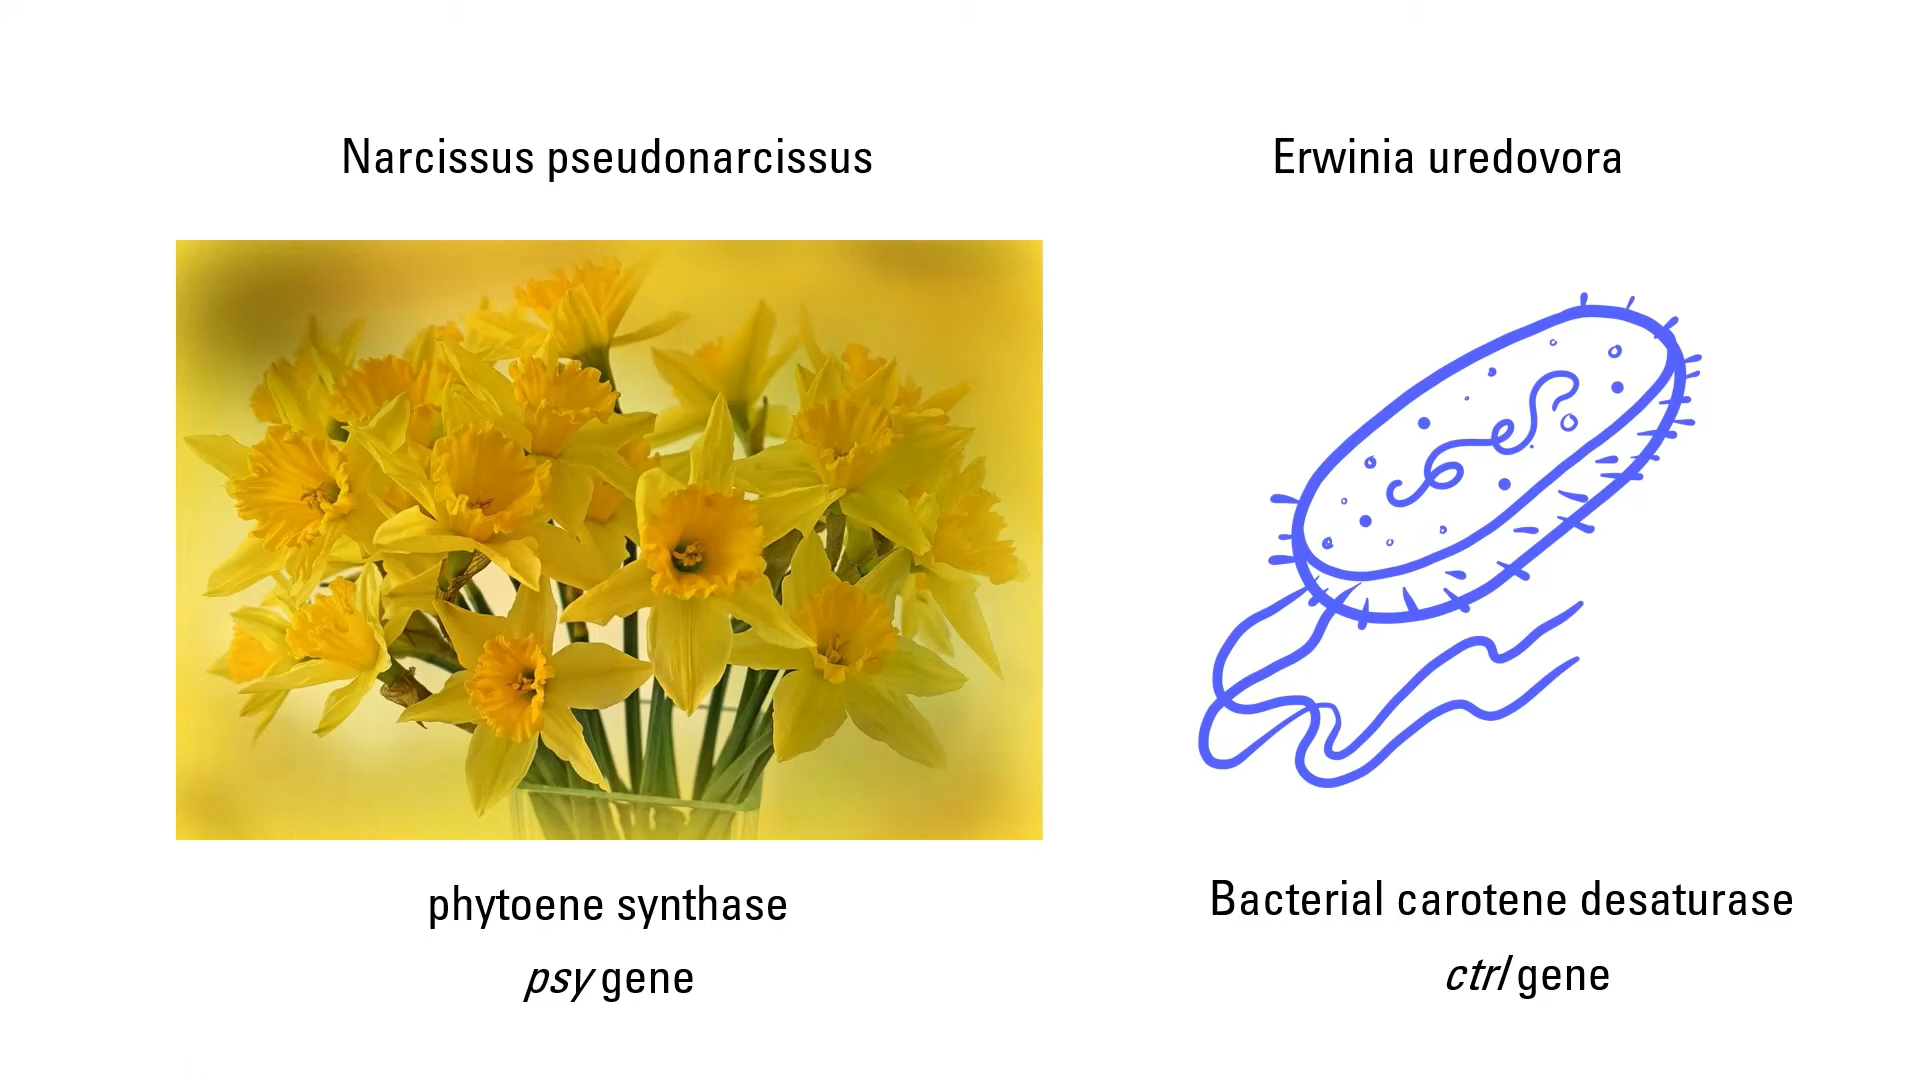 Narcissus pseudonarcissus
Erwinia uredovora
phytoene synthase
psy gene
Bacterial carotene desaturase
ctrl gene